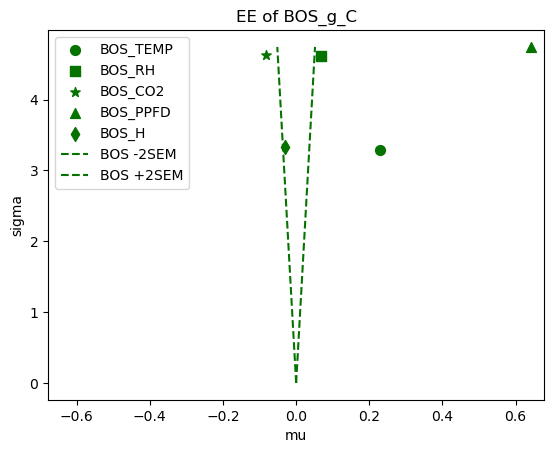 EE of BOS_g_C
BOS_TEMP
BOS_RH
BOS_CO2
BOS_PPFD
BOS_H
BOS -2SEM
BOS +2SEM
4
3
2
1
0
sigma
−0.6
−0.4
−0.2
0.0
0.2
0.4
0.6
mu